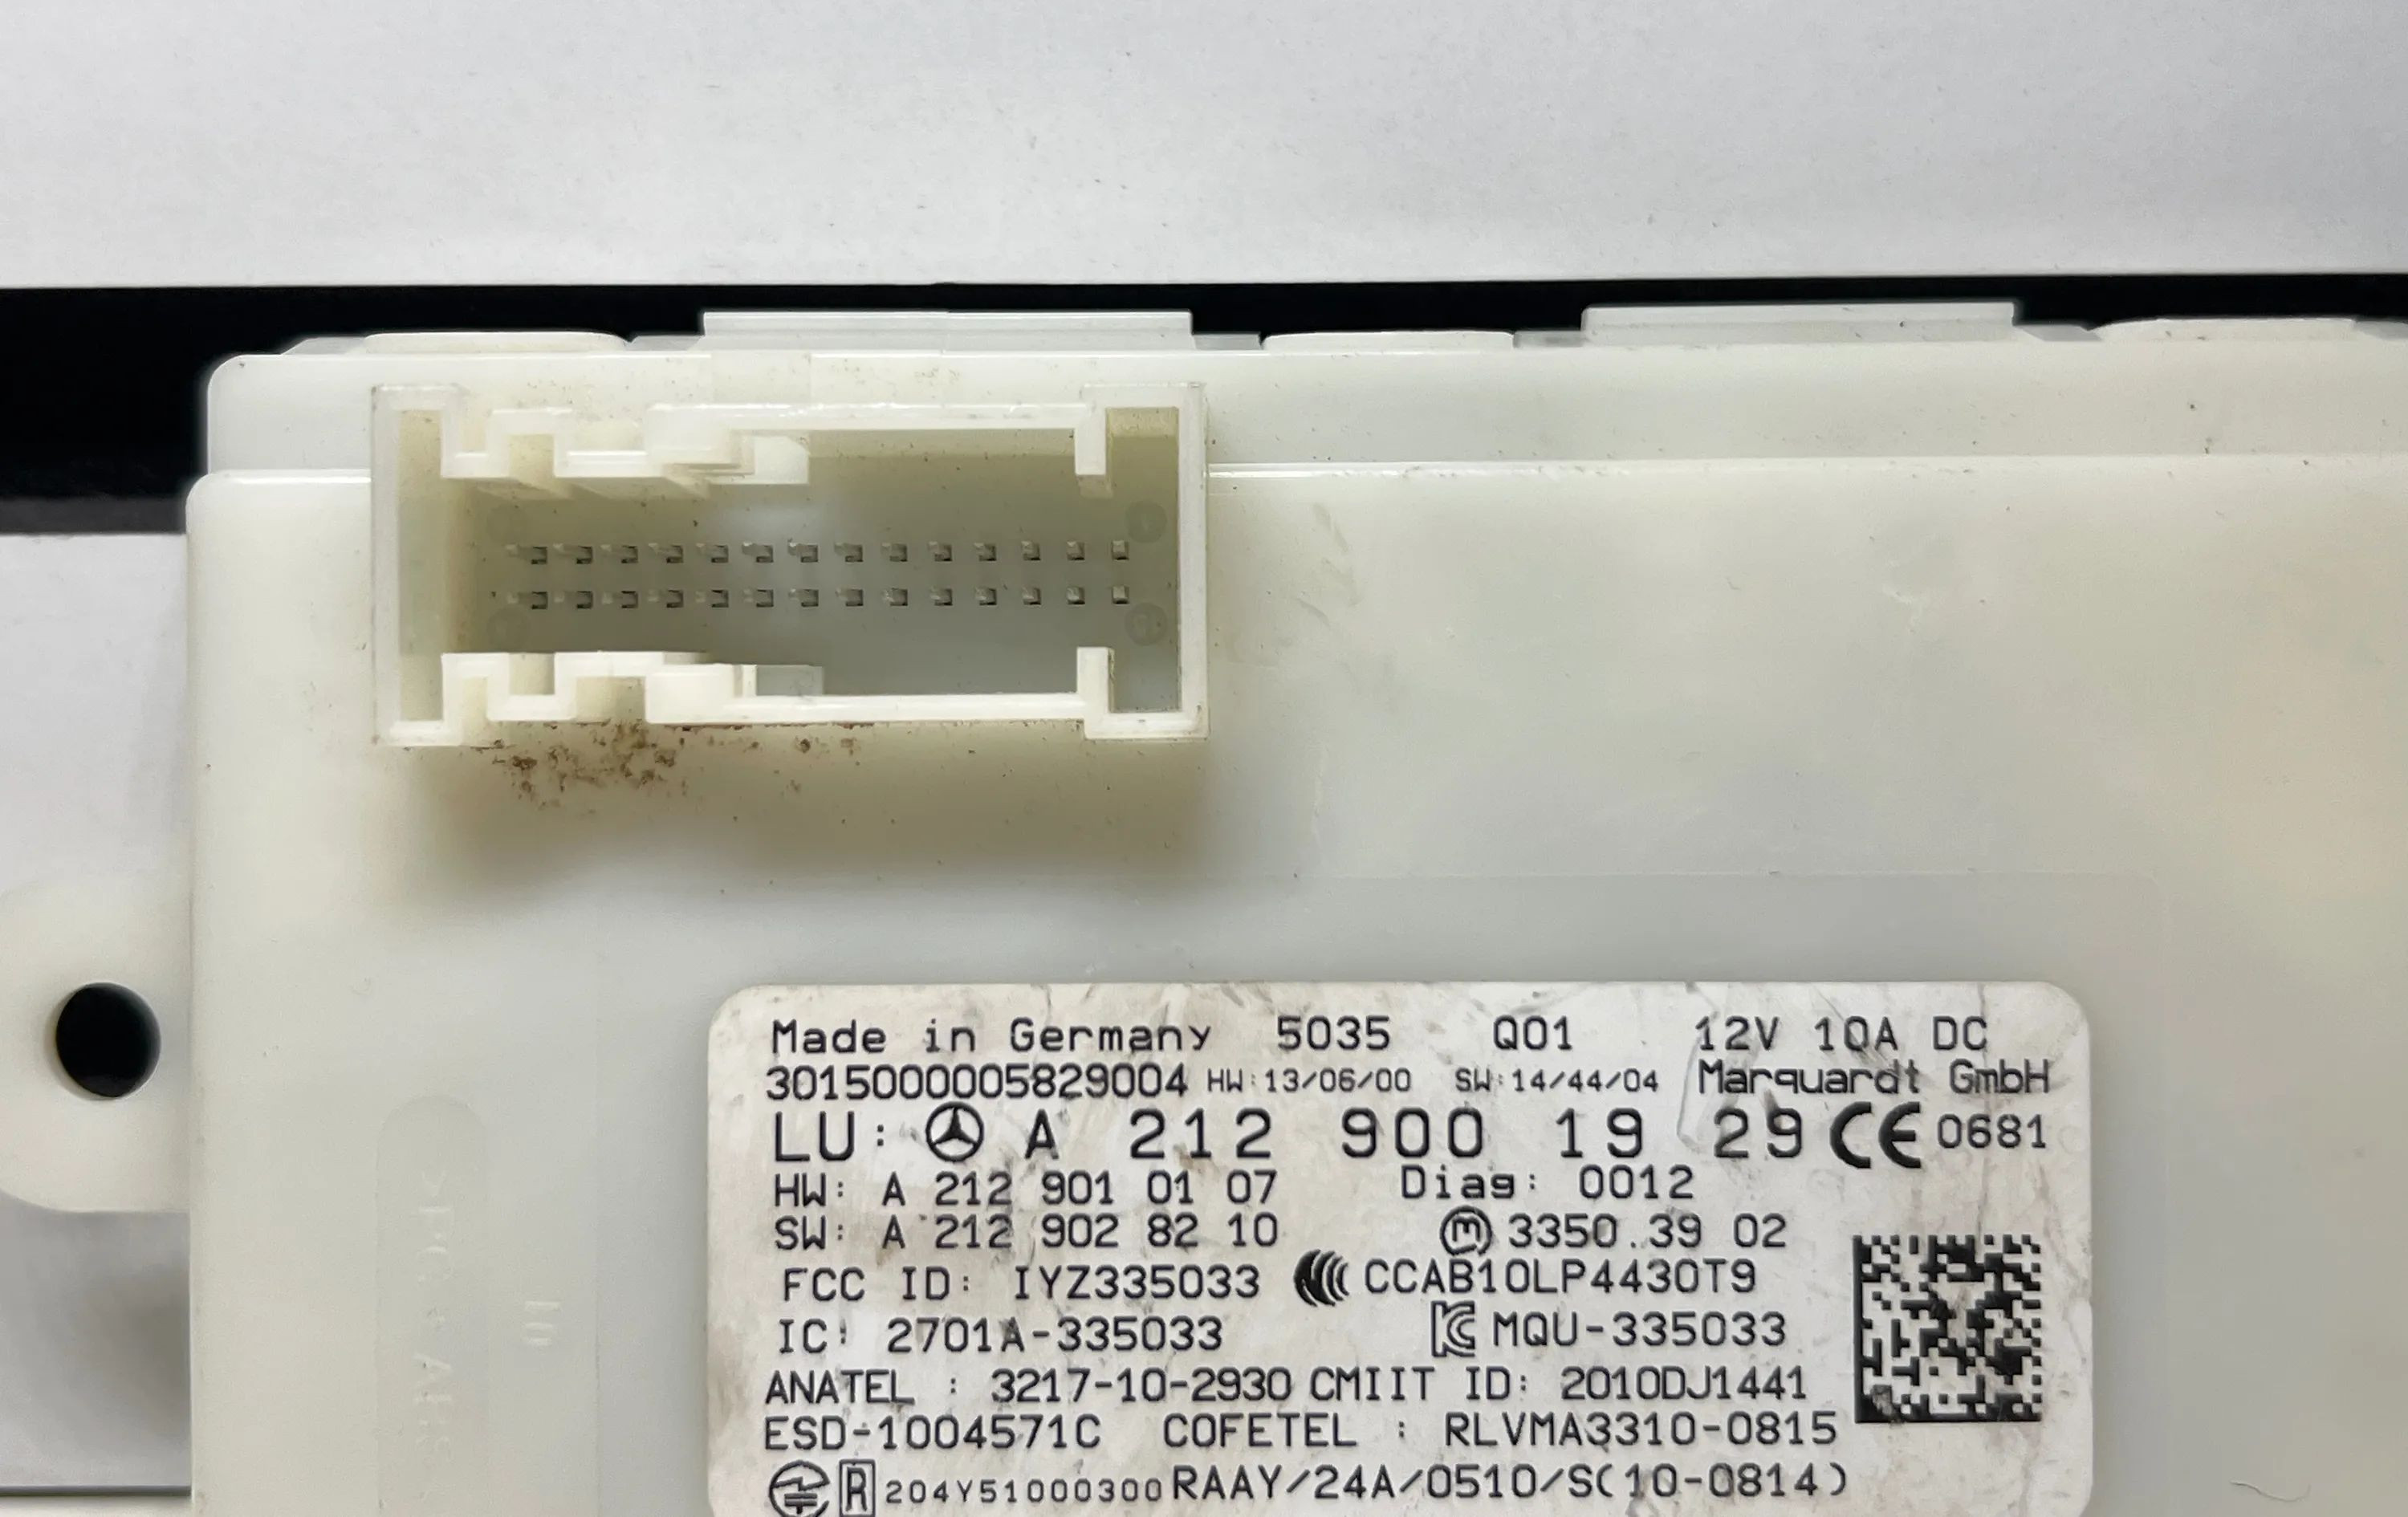 Made in Germany 5035 Q01 12V 10A DC
3015000005829004 HW:13/06/00 SW:14/44/04 Marquardt GmbH
LU: A 212 900 19 29 CE 0681
HW: A 212 901 01 07 Diag: 0012
SW: A 212 902 82 10 m 3350.39 02
FCC ID: IYZ335033 CCAB10LP4430T9
IC: 2701A-335033 KC MQU-335033
ANATEL : 3217-10-2930 CMIIT ID: 2010DJ1441
ESD-1004571C COFETEL : RLVMA3310-0815
R 204Y51000300 RAAY/24A/0510/S(10-0814)